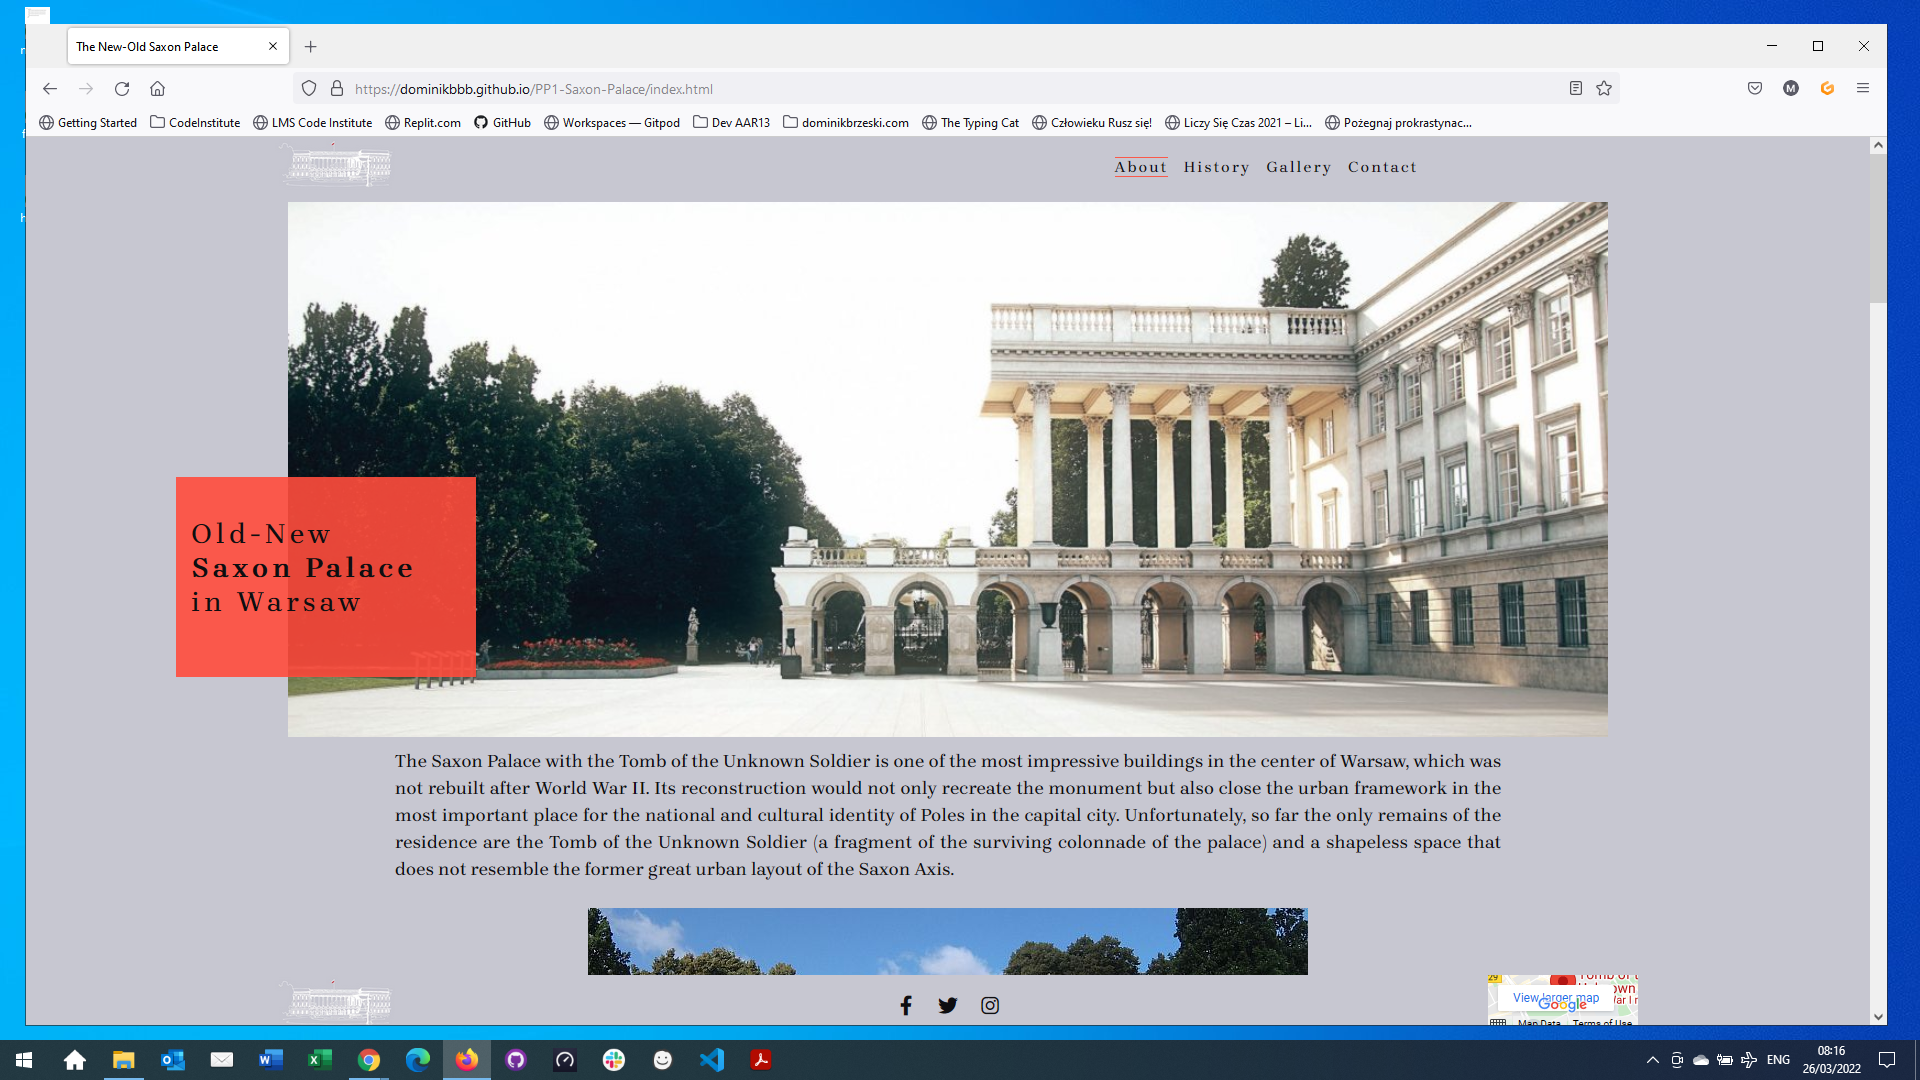 The New-Old Saxon Palace
https://dominikbbb.github.io/PP1-Saxon-Palace/index.html
Getting Started CodeInstitute LMS Code Institute Replit.com GitHub Workspaces — Gitpod Dev AAR13 dominikbrzeski.com The Typing Cat Człowieku Rusz się! Liczy Się Czas 2021 – Li... Pożegnaj prokrastynac...
About History Gallery Contact
Old-New
Saxon Palace
in Warsaw
The Saxon Palace with the Tomb of the Unknown Soldier is one of the most impressive buildings in the center of Warsaw, which was
not rebuilt after World War II. Its reconstruction would not only recreate the monument but also close the urban framework in the
most important place for the national and cultural identity of Poles in the capital city. Unfortunately, so far the only remains of the
residence are the Tomb of the Unknown Soldier (a fragment of the surviving colonnade of the palace) and a shapeless space that
does not resemble the former great urban layout of the Saxon Axis.
29
View larger map
Google
Map Data Terms of Use
ENG
08:16
26/03/2022